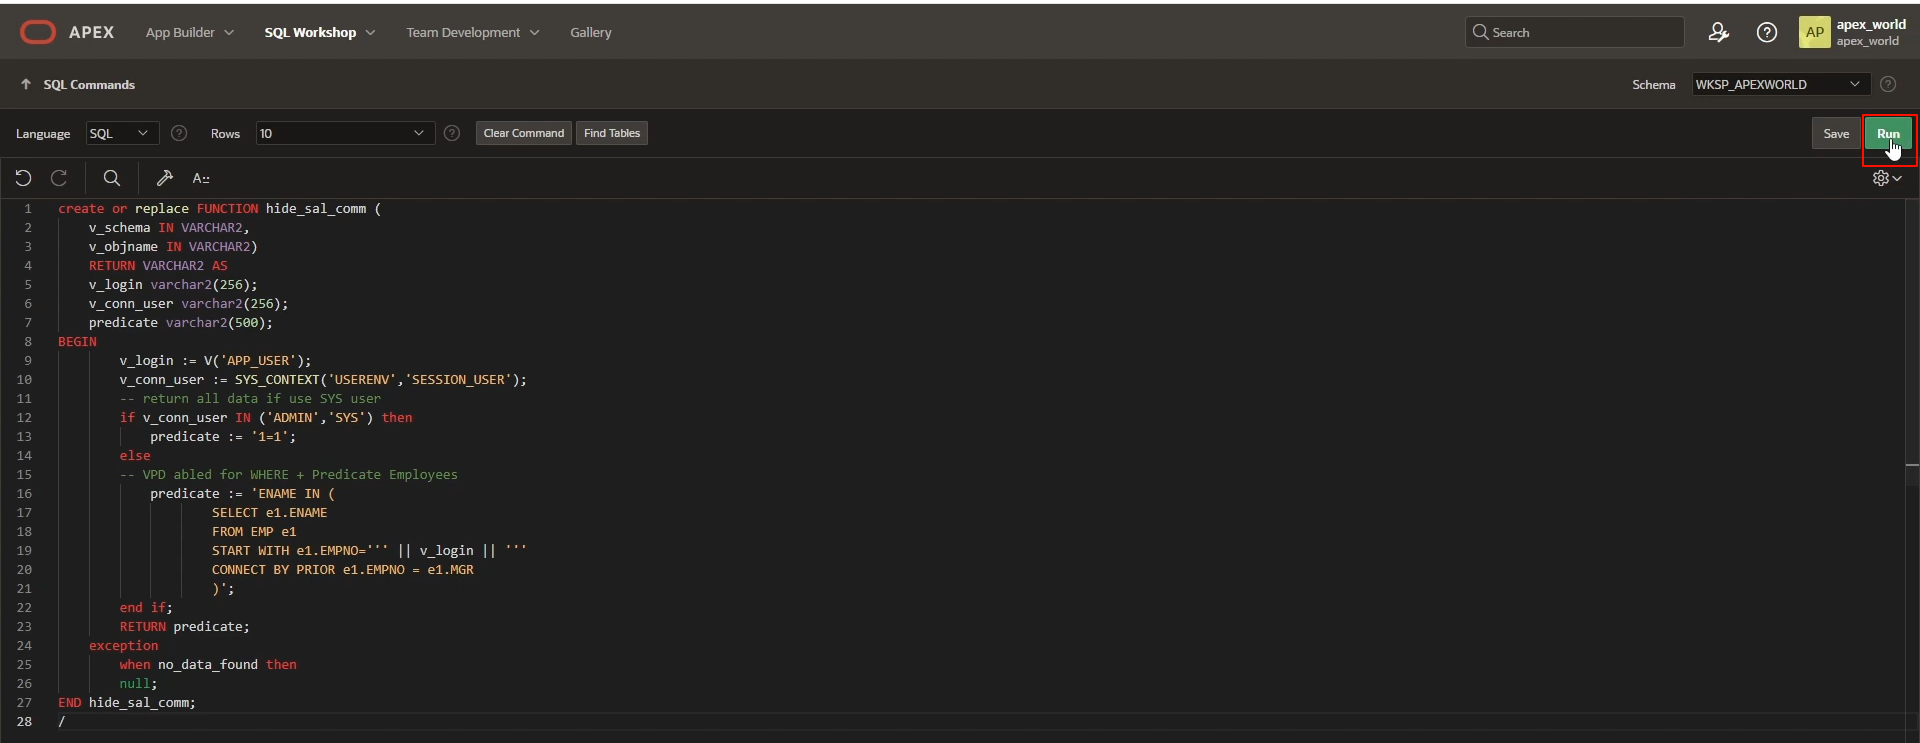 APEX App Builder SQL Workshop Team Development Gallery Search AP apex_world
apex_world
SQL Commands Schema WKSP_APEXWORLD
Language SQL Rows 10 Clear Command Find Tables Save Run
A::
1 create or replace FUNCTION hide_sal_comm (
2 v_schema IN VARCHAR2,
3 v_objname IN VARCHAR2)
4 RETURN VARCHAR2 AS
5 v_login varchar2(256);
6 v_conn_user varchar2(256);
7 predicate varchar2(500);
8 BEGIN
9 v_login := V('APP_USER');
10 v_conn_user := SYS_CONTEXT('USERENV','SESSION_USER');
11 -- return all data if use SYS user
12 if v_conn_user IN ('ADMIN','SYS') then
13 predicate := '1=1';
14 else
15 -- VPD abled for WHERE + Predicate Employees
16 predicate := 'ENAME IN (
17 SELECT e1.ENAME
18 FROM EMP e1
19 START WITH e1.EMPNO=''' || v_login || '''
20 CONNECT BY PRIOR e1.EMPNO = e1.MGR
21 )';
22 end if;
23 RETURN predicate;
24 exception
25 when no_data_found then
26 null;
27 END hide_sal_comm;
28 /